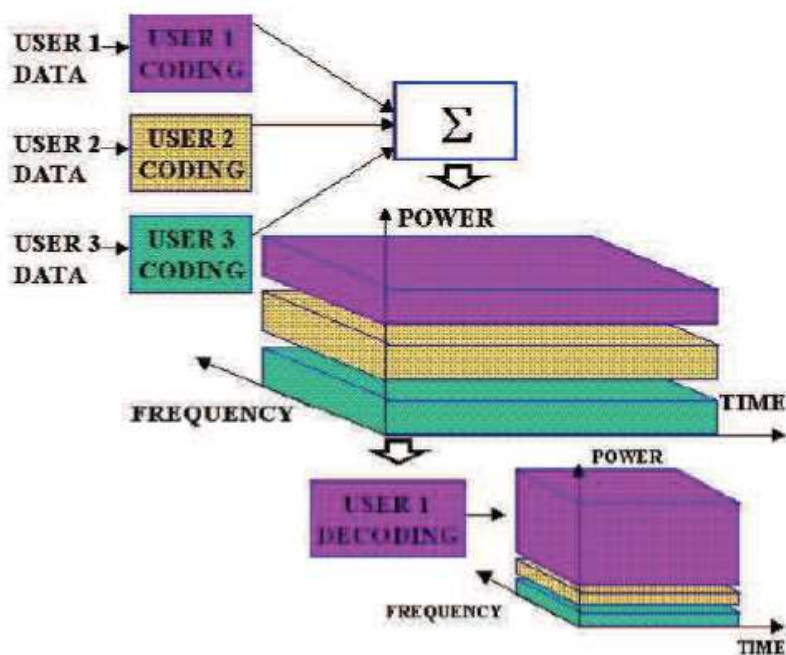 USER 1
DATA
USER 1
CODING
USER 2
DATA
USER 2
CODING
USER 3
DATA
USER 3
CODING
Σ
POWER
TIME
FREQUENCY
USER 1
DECODING
POWER
FREQUENCY
TIME